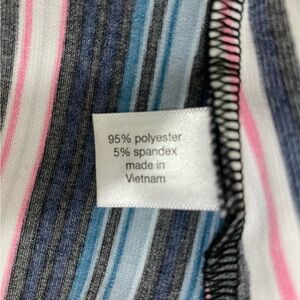 95% polyester
5% spandex
made in
Vietnam